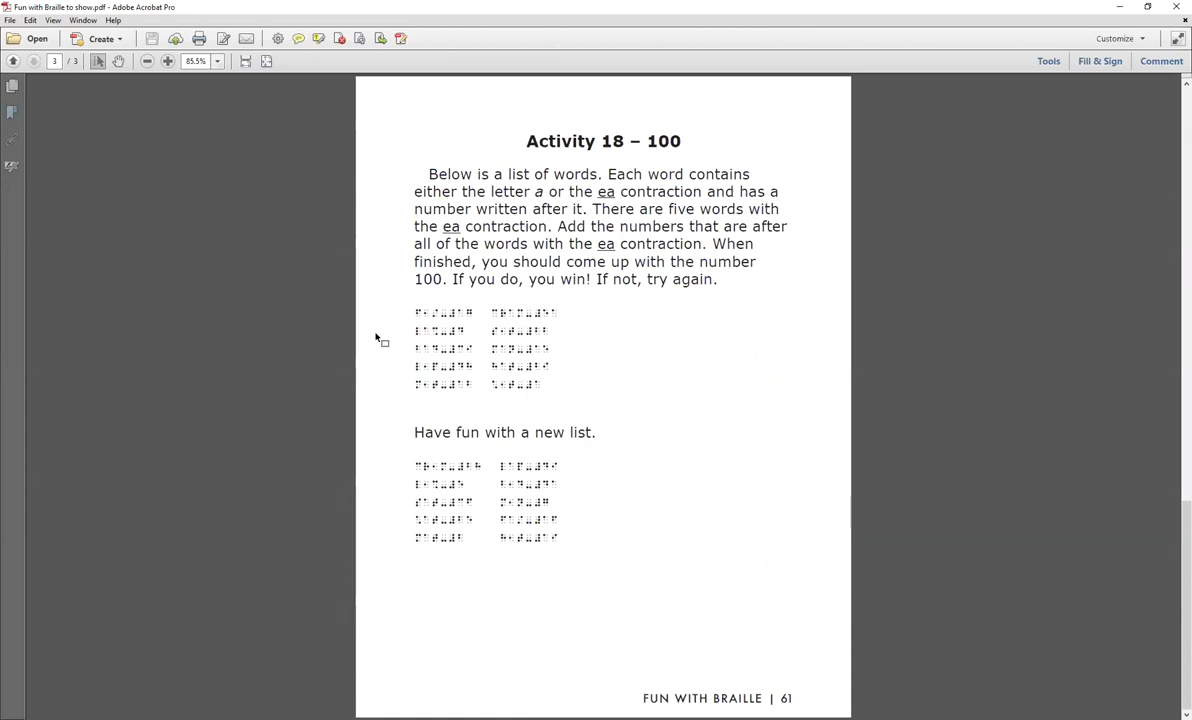 Fun with Braille to show.pdf - Adobe Acrobat Pro
File Edit View Window Help
Open Create Customize
3 / 3 85.5% Tools Fill & Sign Comment
Activity 18 – 100
Below is a list of words. Each word contains
either the letter a or the ea contraction and has a
number written after it. There are five words with
the ea contraction. Add the numbers that are after
all of the words with the ea contraction. When
finished, you should come up with the number
100. If you do, you win! If not, try again.
Have fun with a new list.
FUN WITH BRAILLE | 61